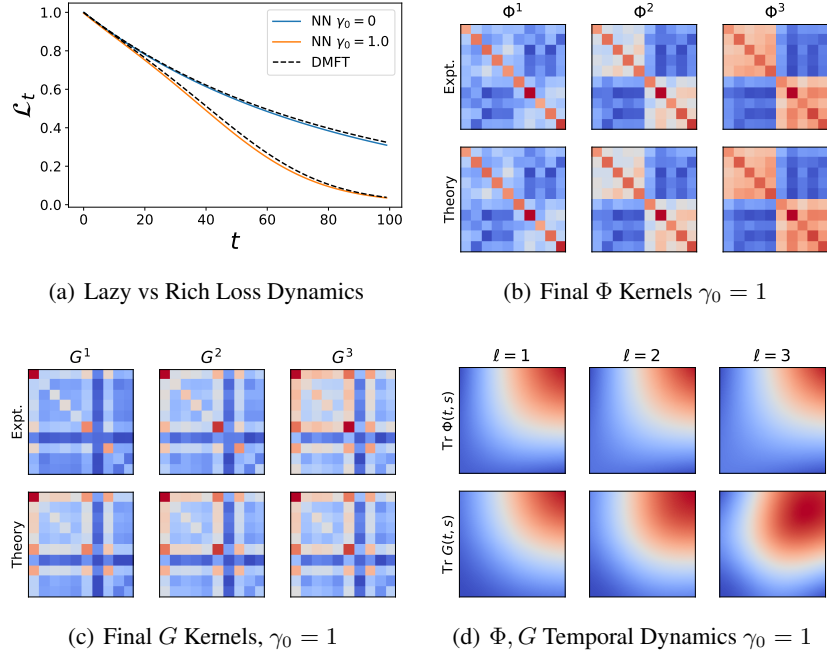 1.0
0.8
0.6
0.4
0.2
0.0
ℒₜ
NN γ₀ = 0
NN γ₀ = 1.0
DMFT
0 20 40 60 80 100
t
(a) Lazy vs Rich Loss Dynamics
Φ¹ Φ² Φ³
Expt.
Theory
(b) Final Φ Kernels γ₀ = 1
G¹ G² G³
Expt.
Theory
(c) Final G Kernels, γ₀ = 1
ℓ = 1 ℓ = 2 ℓ = 3
Tr Φ(t, s)
Tr G(t, s)
(d) Φ, G Temporal Dynamics γ₀ = 1